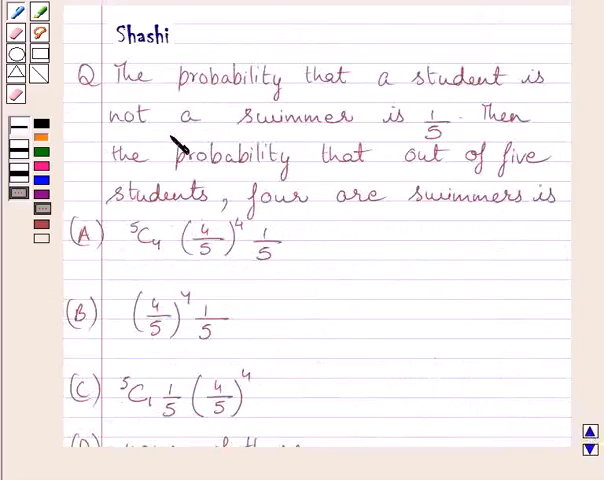 Shashi
Q The probability that a student is
not a swimmer is 1/5. Then
the probability that out of five
students, four are swimmers is
(A) ⁵C₄ (4/5)⁴ 1/5
(B) (4/5)⁴ 1/5
(C) ⁵C₁ 1/5 (4/5)⁴